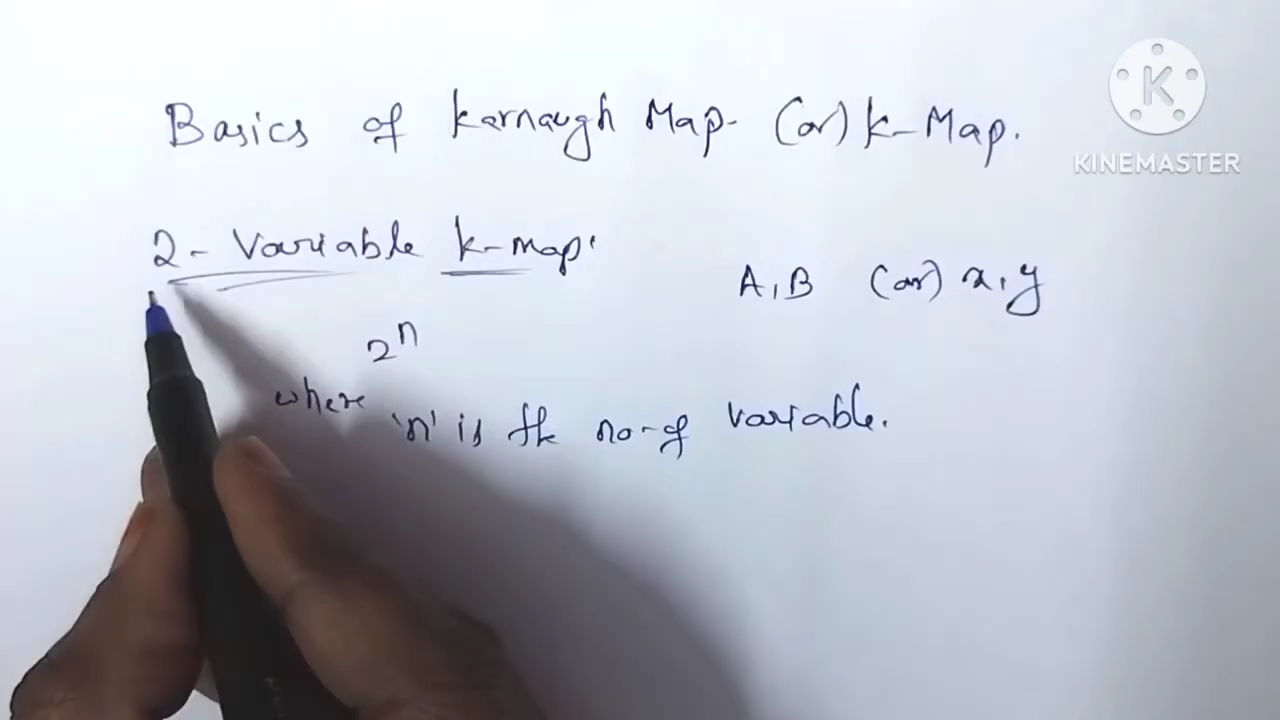 Basics of Karnaugh Map. (or) K-Map.
KINEMASTER
2-Variable K-map:
A, B (or) x, y
2^n
where 'n' is the no-of variable.